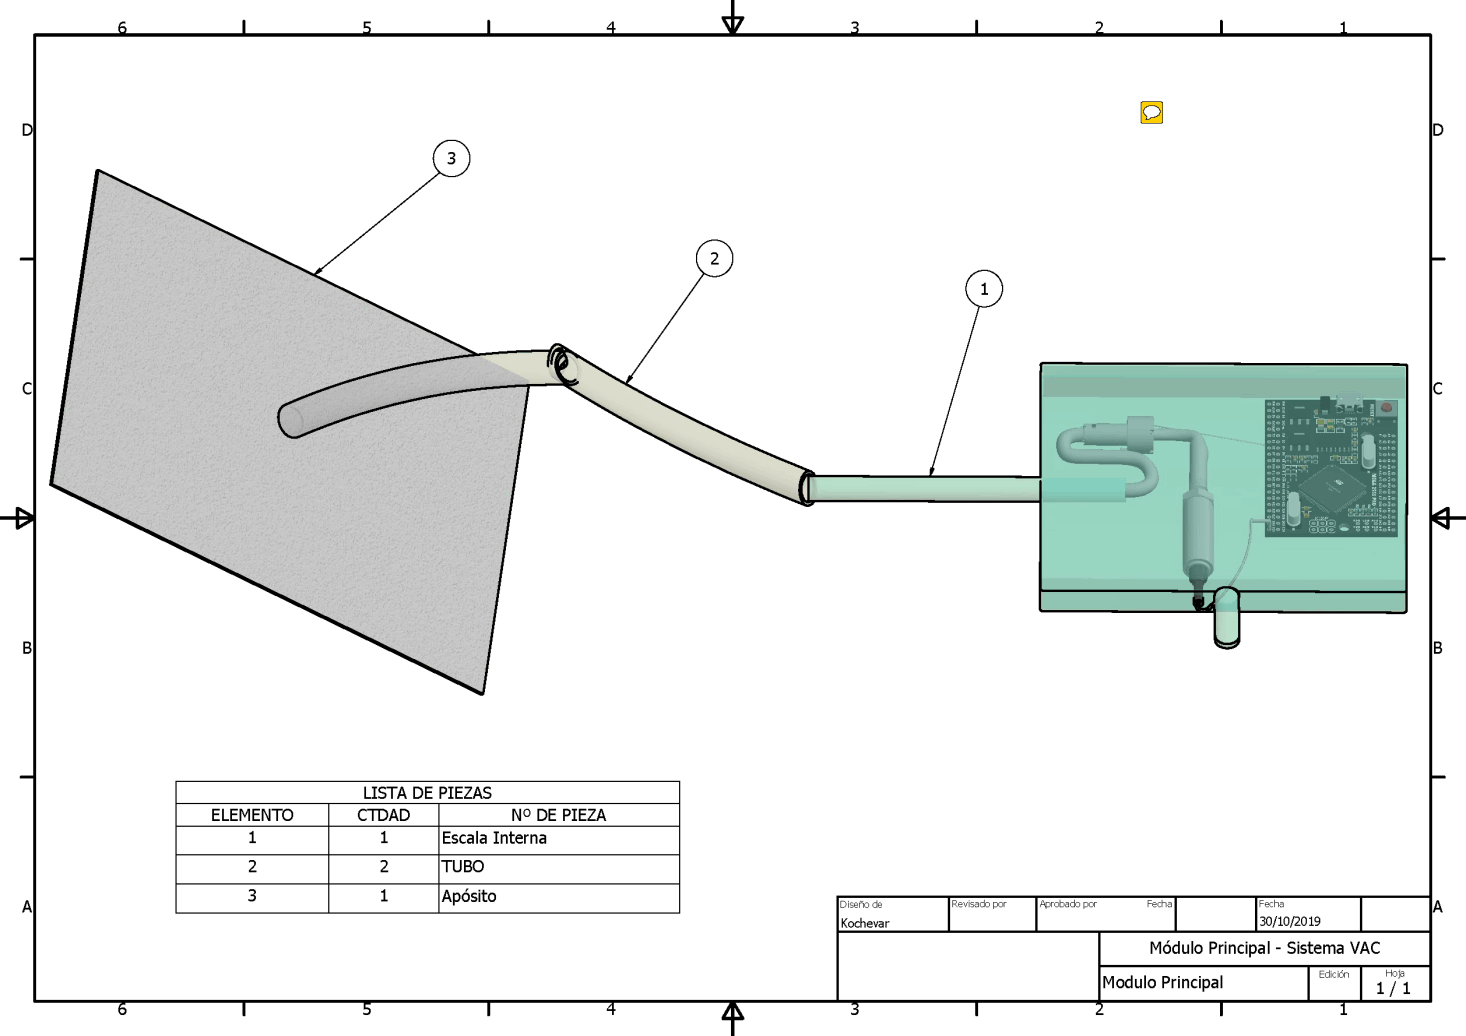 6 5 4 3 2 1
D D
3
2
1
C C
B B
LISTA DE PIEZAS
ELEMENTO CTDAD Nº DE PIEZA
1 1 Escala Interna
2 2 TUBO
3 1 Apósito
A A
Diseño de Revisado por Aprobado por Fecha Fecha
Kochevar 30/10/2019
Módulo Principal - Sistema VAC
Modulo Principal Edición Hoja
1 / 1
6 5 4 3 2 1